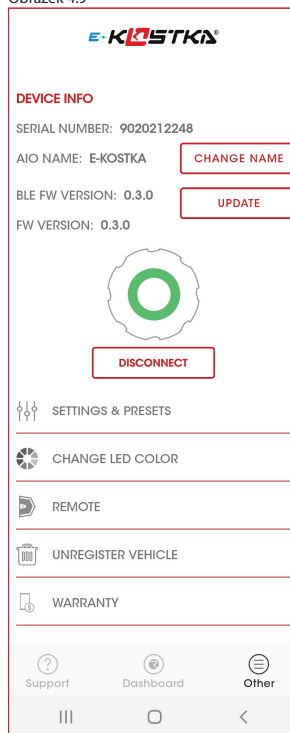 Obrázek 4.9
E-KOSTKA®
DEVICE INFO
SERIAL NUMBER: 9020212248
AIO NAME: E-KOSTKA
CHANGE NAME
BLE FW VERSION: 0.3.0
UPDATE
FW VERSION: 0.3.0
DISCONNECT
SETTINGS & PRESETS
CHANGE LED COLOR
REMOTE
UNREGISTER VEHICLE
WARRANTY
Support Dashboard Other